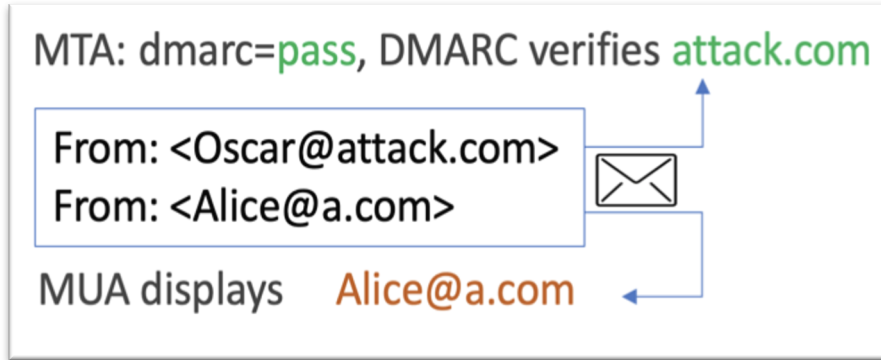 MTA: dmarc=pass, DMARC verifies attack.com
From: <Oscar@attack.com>
From: <Alice@a.com>
MUA displays Alice@a.com